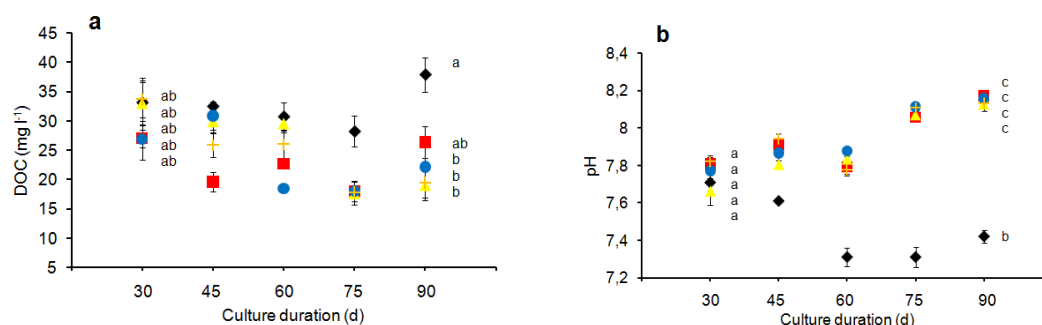 a
45
40
35
30
25
20
15
10
5
DOC (mg l-1)
ab
ab
ab
ab
ab
a
ab
b
b
b
30 45 60 75 90
Culture duration (d)
b
8,4
8,2
8
7,8
7,6
7,4
7,2
pH
a
a
a
a
a
c
c
c
c
b
30 45 60 75 90
Culture duration (d)